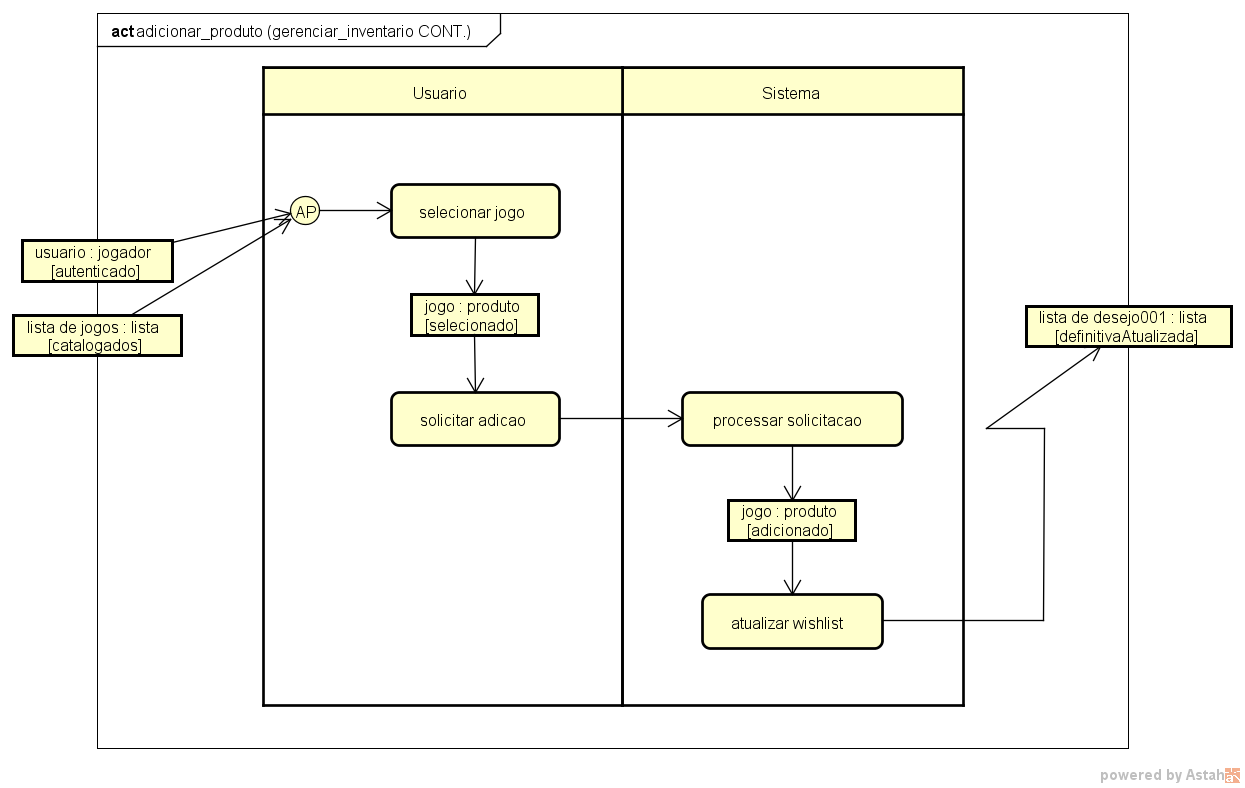 act adicionar_produto (gerenciar_inventario CONT.)
Usuario
Sistema
AP
selecionar jogo
usuario : jogador
[autenticado]
lista de jogos : lista
[catalogados]
jogo : produto
[selecionado]
lista de desejo001 : lista
[definitivaAtualizada]
solicitar adicao
processar solicitacao
jogo : produto
[adicionado]
atualizar wishlist
powered by Astah